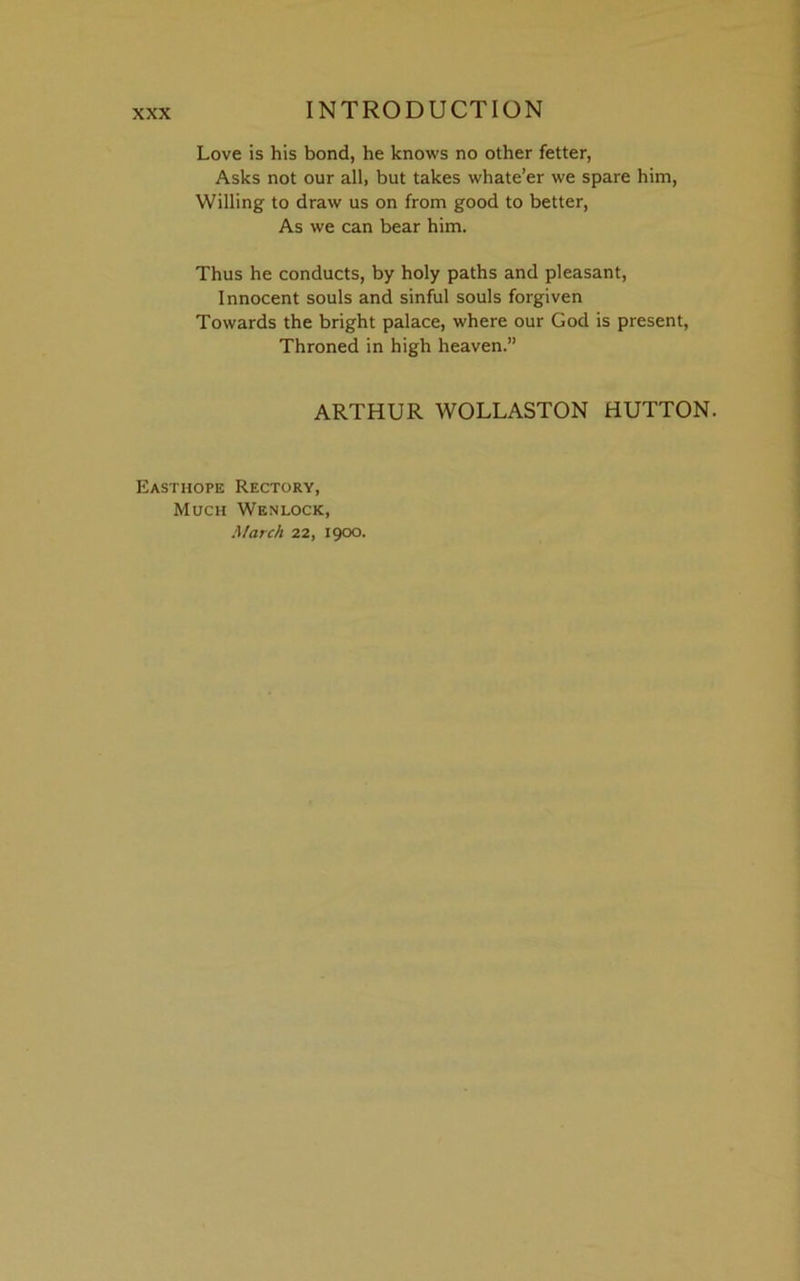 xxx INTRODUCTION
Love is his bond, he knows no other fetter,
Asks not our all, but takes whate’er we spare him,
Willing to draw us on from good to better,
As we can bear him.
Thus he conducts, by holy paths and pleasant,
Innocent souls and sinful souls forgiven
Towards the bright palace, where our God is present,
Throned in high heaven.”
ARTHUR WOLLASTON HUTTON.
Easthope Rectory,
Much Wenlock,
March 22, 1900.